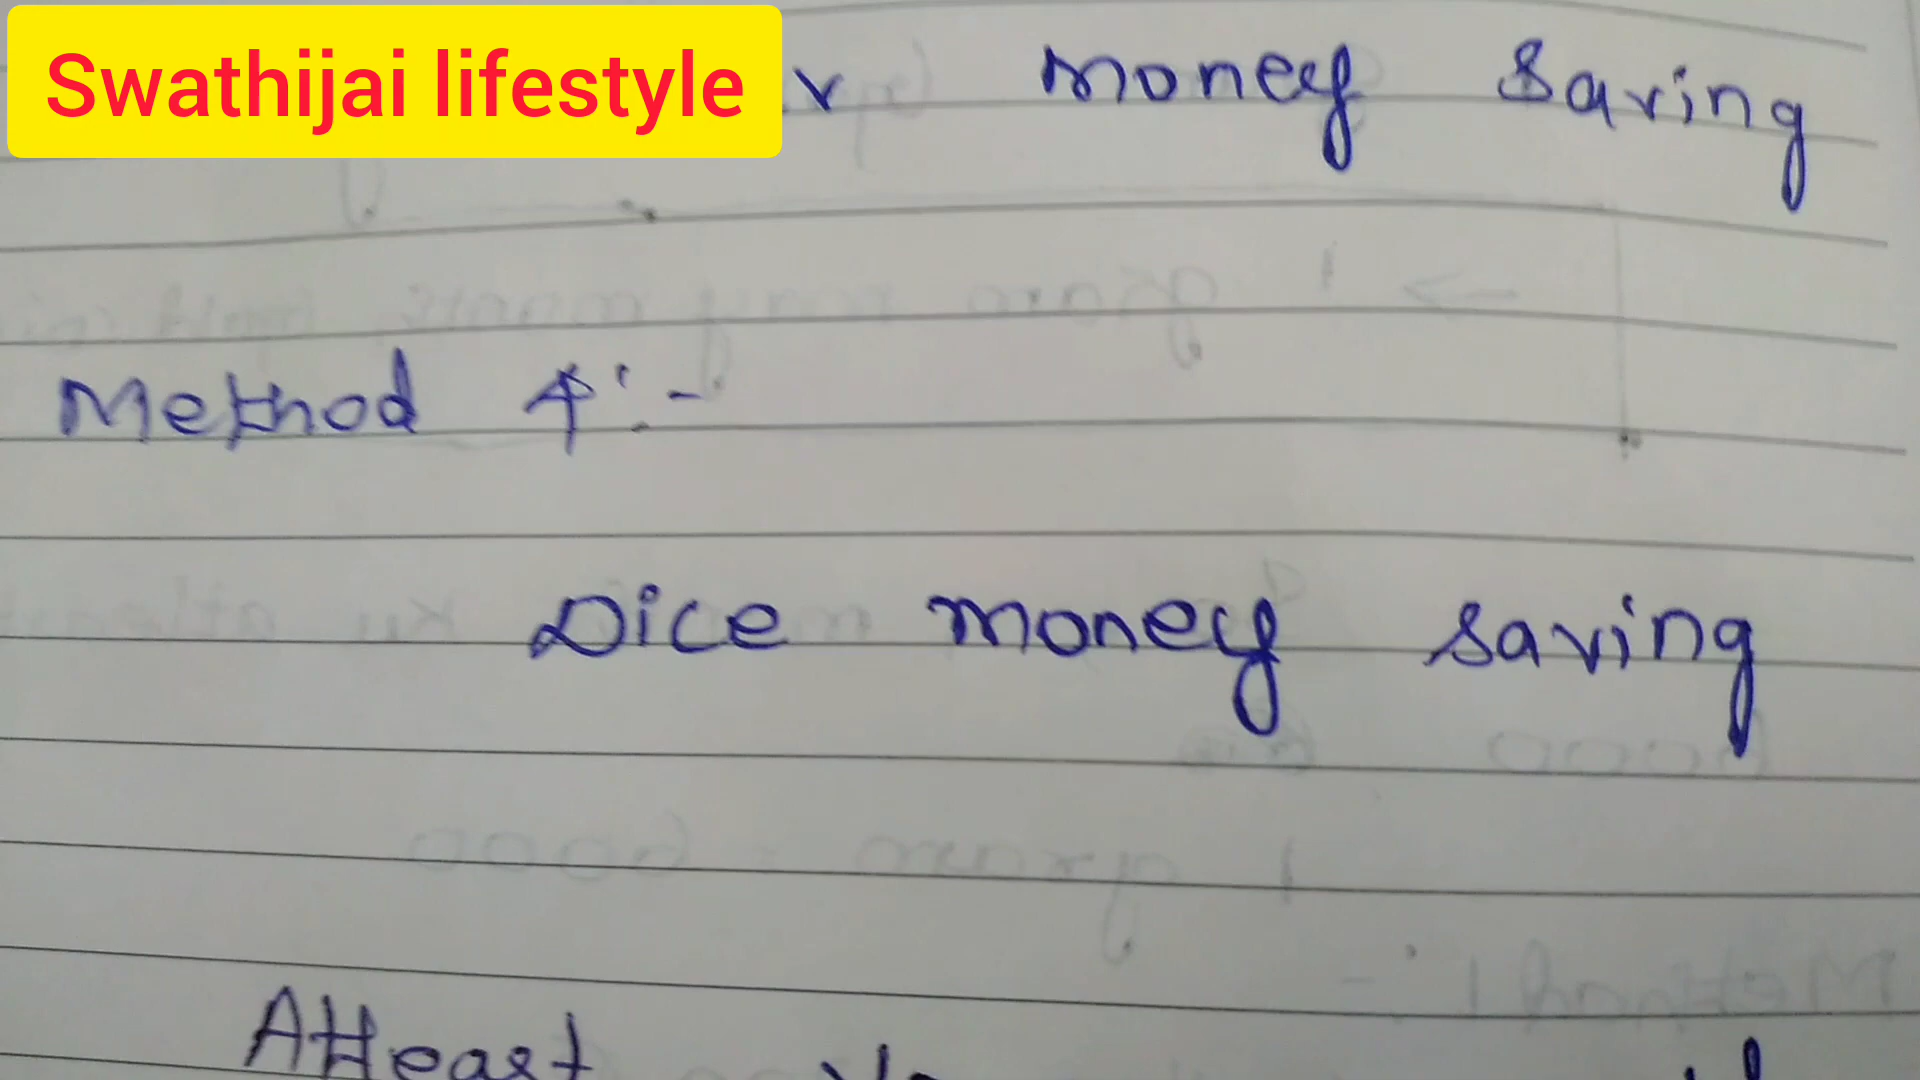 Swathijai lifestyle
money saving
Method 4:-
Dice money saving
Atleast